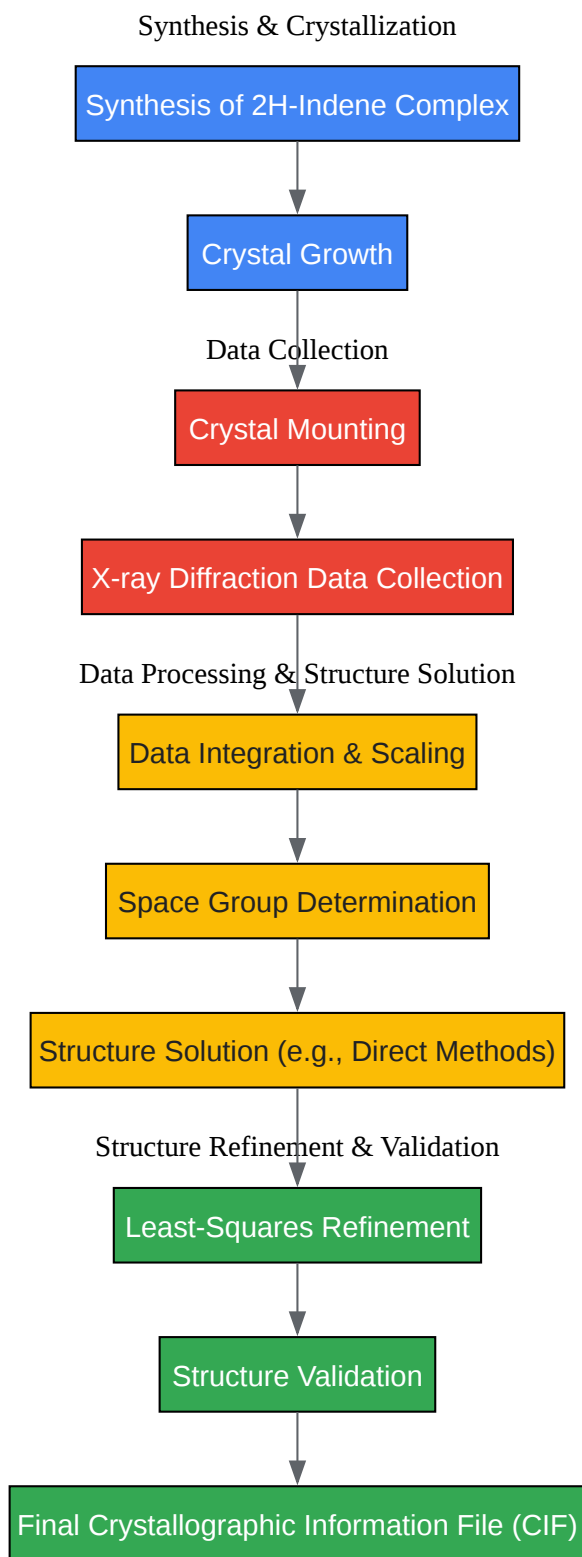 Synthesis & Crystallization
Synthesis of 2H-Indene Complex
Crystal Growth
Data Collection
Crystal Mounting
X-ray Diffraction Data Collection
Data Processing & Structure Solution
Data Integration & Scaling
Space Group Determination
Structure Solution (e.g., Direct Methods)
Structure Refinement & Validation
Least-Squares Refinement
Structure Validation
Final Crystallographic Information File (CIF)